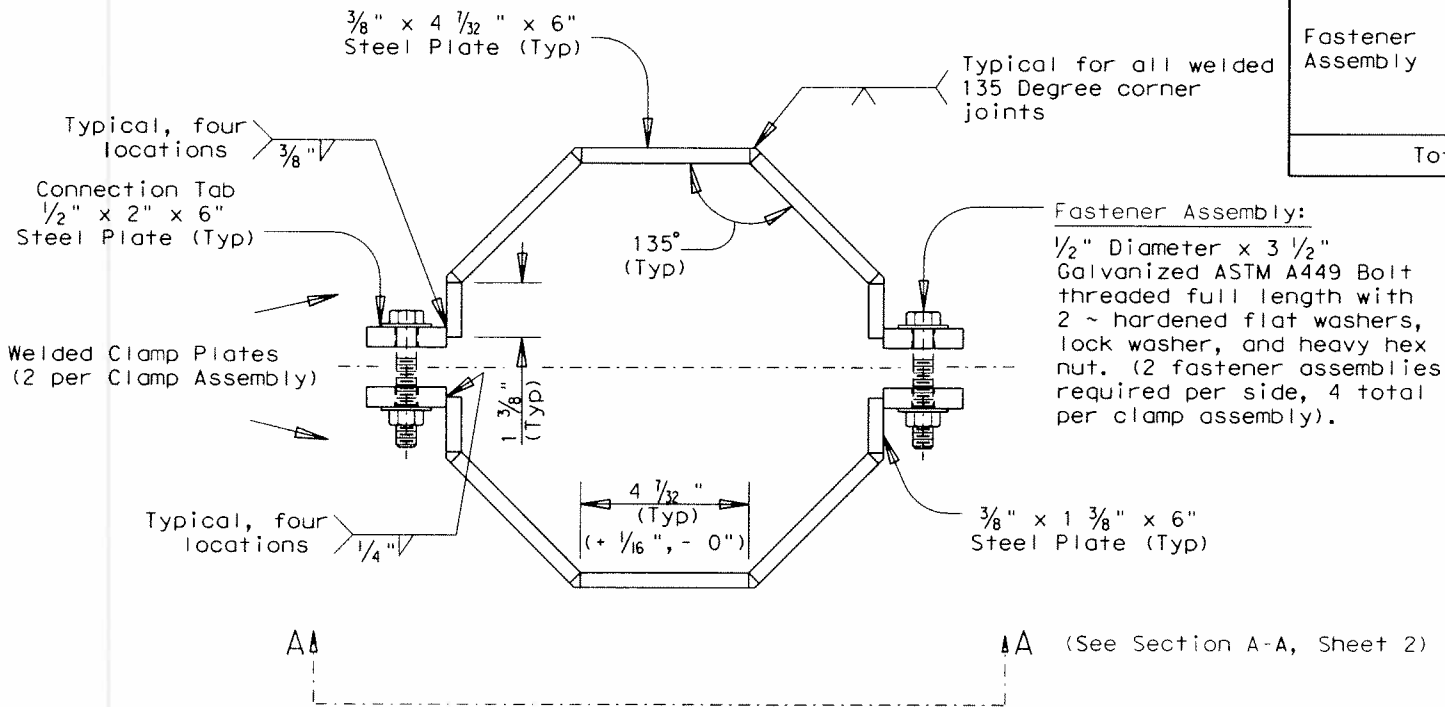 3/8" x 4 7/32 " x 6"
Steel Plate (Typ)
Typical for all welded
135 Degree corner
joints
Fastener
Assembly
Typical, four
locations
3/8"
Connection Tab
1/2" x 2" x 6"
Steel Plate (Typ)
135°
(Typ)
Fastener Assembly:
1/2" Diameter x 3 1/2"
Galvanized ASTM A449 Bolt
threaded full length with
2 ~ hardened flat washers,
lock washer, and heavy hex
nut. (2 fastener assemblies
required per side, 4 total
per clamp assembly).
Welded Clamp Plates
(2 per Clamp Assembly)
1 3/8"
(Typ)
4 7/32 "
(Typ)
(+ 1/16 ", - 0")
Typical, four
locations
1/4"
3/8" x 1 3/8" x 6"
Steel Plate (Typ)
A
A
(See Section A-A, Sheet 2)